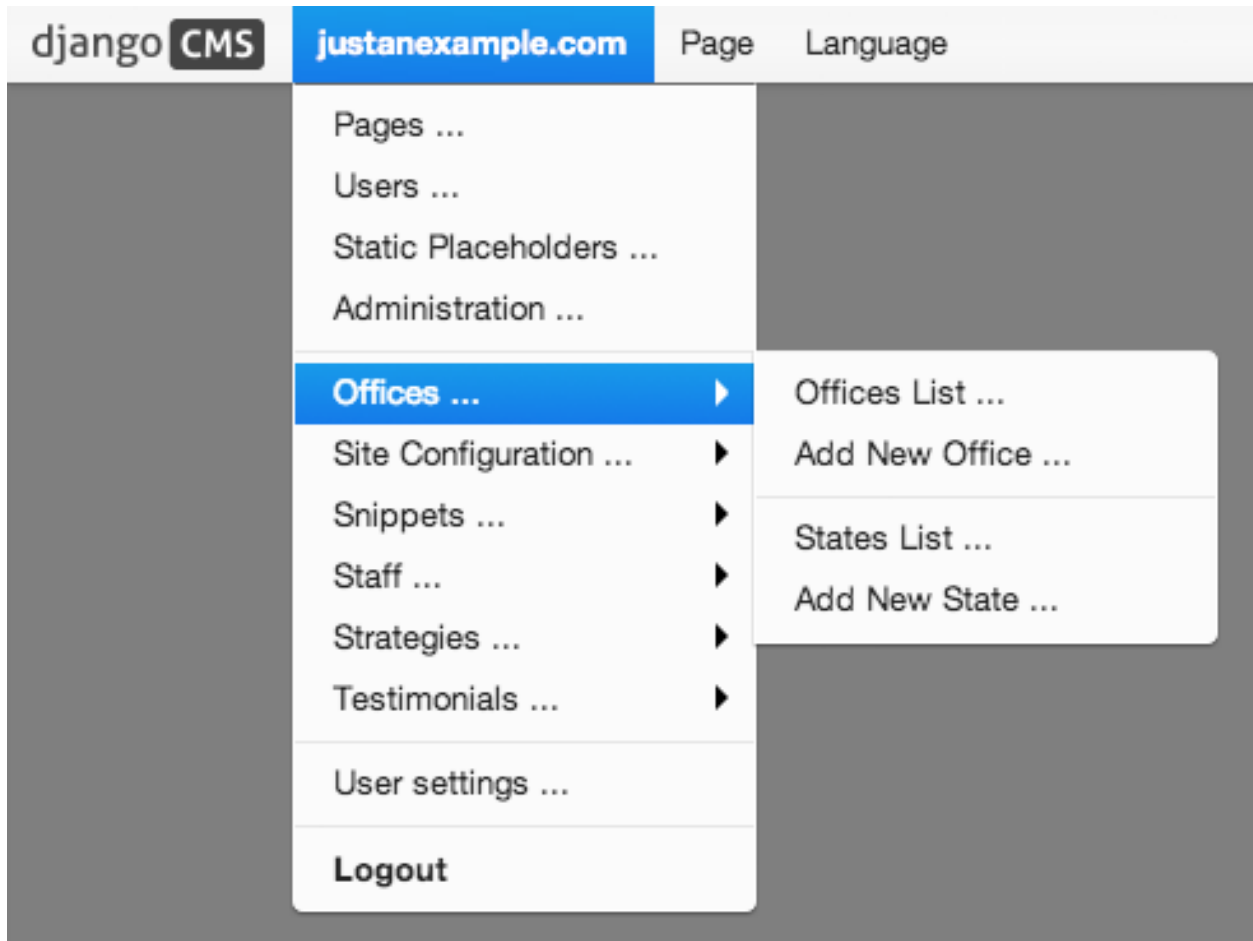 django CMS justanexample.com Page Language
Pages ...
Users ...
Static Placeholders ...
Administration ...
Offices ...
Site Configuration ...
Snippets ...
Staff ...
Strategies ...
Testimonials ...
User settings ...
Logout
Offices List ...
Add New Office ...
States List ...
Add New State ...